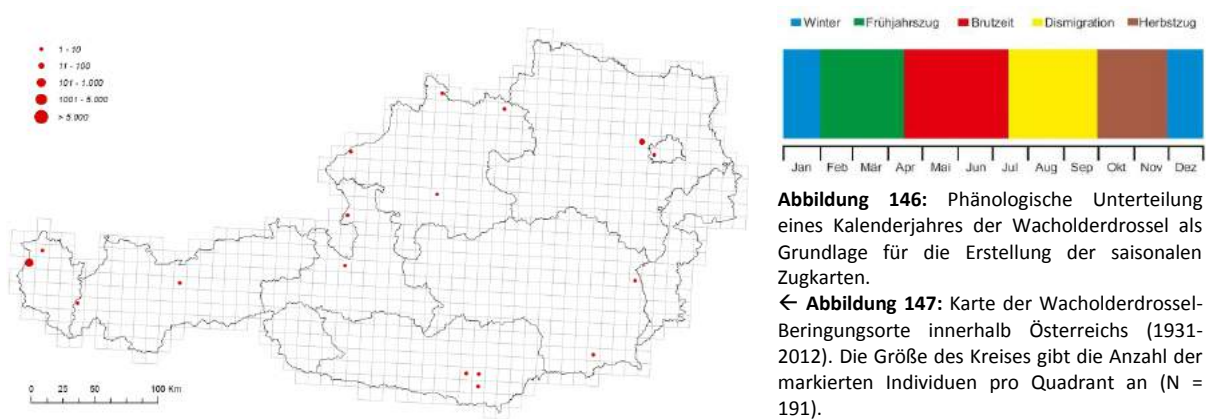 1 - 10
11 - 100
101 - 1.000
1001 - 5.000
> 5.000
0 25 50 100 Km
Winter Frühjahrszug Brutzeit Dismigration Herbstzug
Jan Feb Mär Apr Mai Jun Jul Aug Sep Okt Nov Dez
Abbildung 146: Phänologische Unterteilung
eines Kalenderjahres der Wacholderdrossel als
Grundlage für die Erstellung der saisonalen
Zugkarten.
← Abbildung 147: Karte der Wacholderdrossel-
Beringungsorte innerhalb Österreichs (1931-
2012). Die Größe des Kreises gibt die Anzahl der
markierten Individuen pro Quadrant an (N =
191).